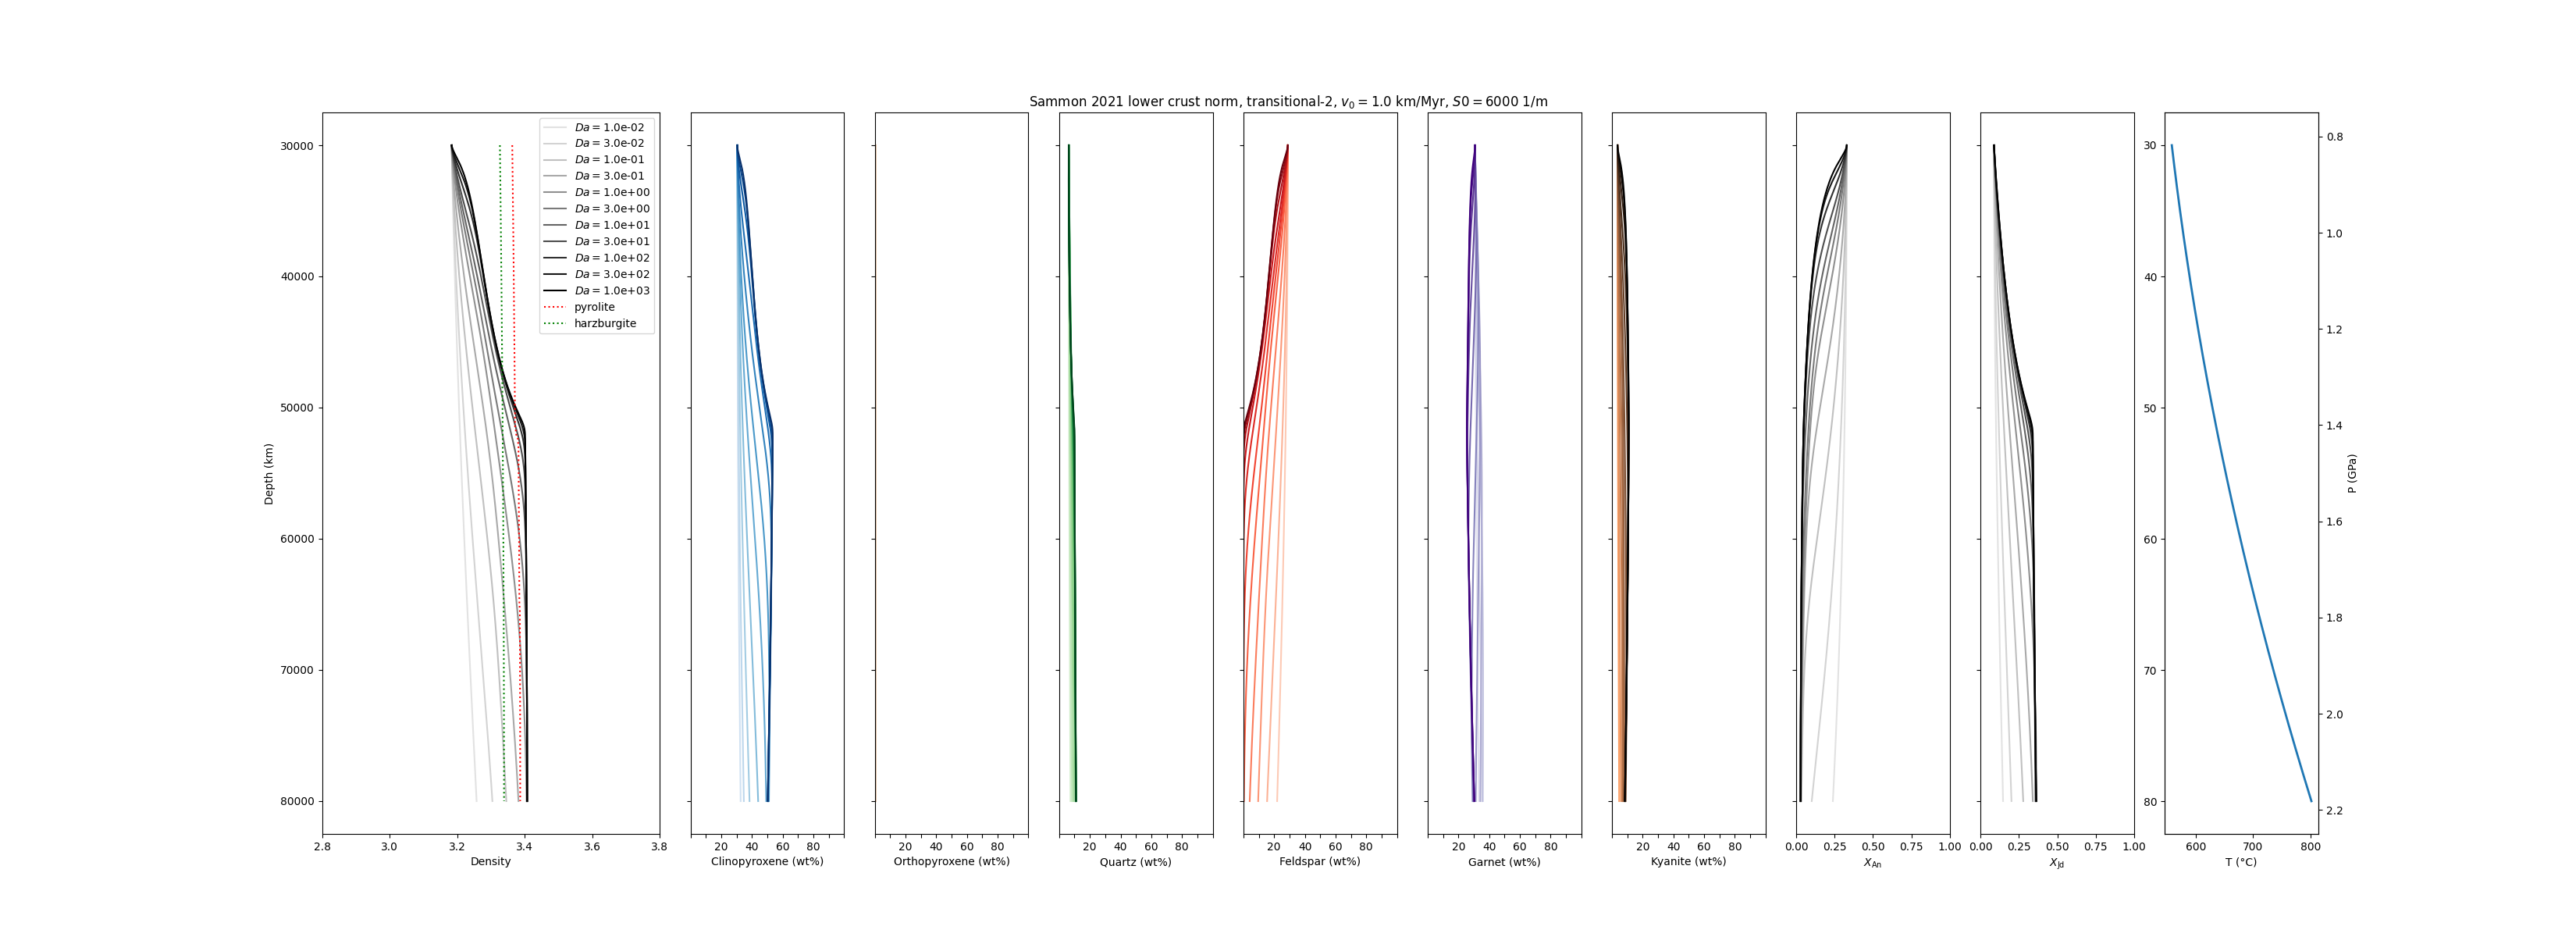 Sammon 2021 lower crust norm, transitional-2, v₀ = 1.0 km/Myr, S0 = 6000 1/m
Da = 1.0e-02
Da = 3.0e-02
Da = 1.0e-01
Da = 3.0e-01
Da = 1.0e+00
Da = 3.0e+00
Da = 1.0e+01
Da = 3.0e+01
Da = 1.0e+02
Da = 3.0e+02
Da = 1.0e+03
pyrolite
harzburgite
Depth (km)
30000
40000
50000
60000
70000
80000
2.8 3.0 3.2 3.4 3.6 3.8
Density
20 40 60 80
Clinopyroxene (wt%)
20 40 60 80
Orthopyroxene (wt%)
20 40 60 80
Quartz (wt%)
20 40 60 80
Feldspar (wt%)
20 40 60 80
Garnet (wt%)
20 40 60 80
Kyanite (wt%)
0.00 0.25 0.50 0.75 1.00
X_An
0.00 0.25 0.50 0.75 1.00
X_Jd
30
40
50
60
70
80
600 700 800
T (°C)
0.8
1.0
1.2
1.4
1.6
1.8
2.0
2.2
P (GPa)